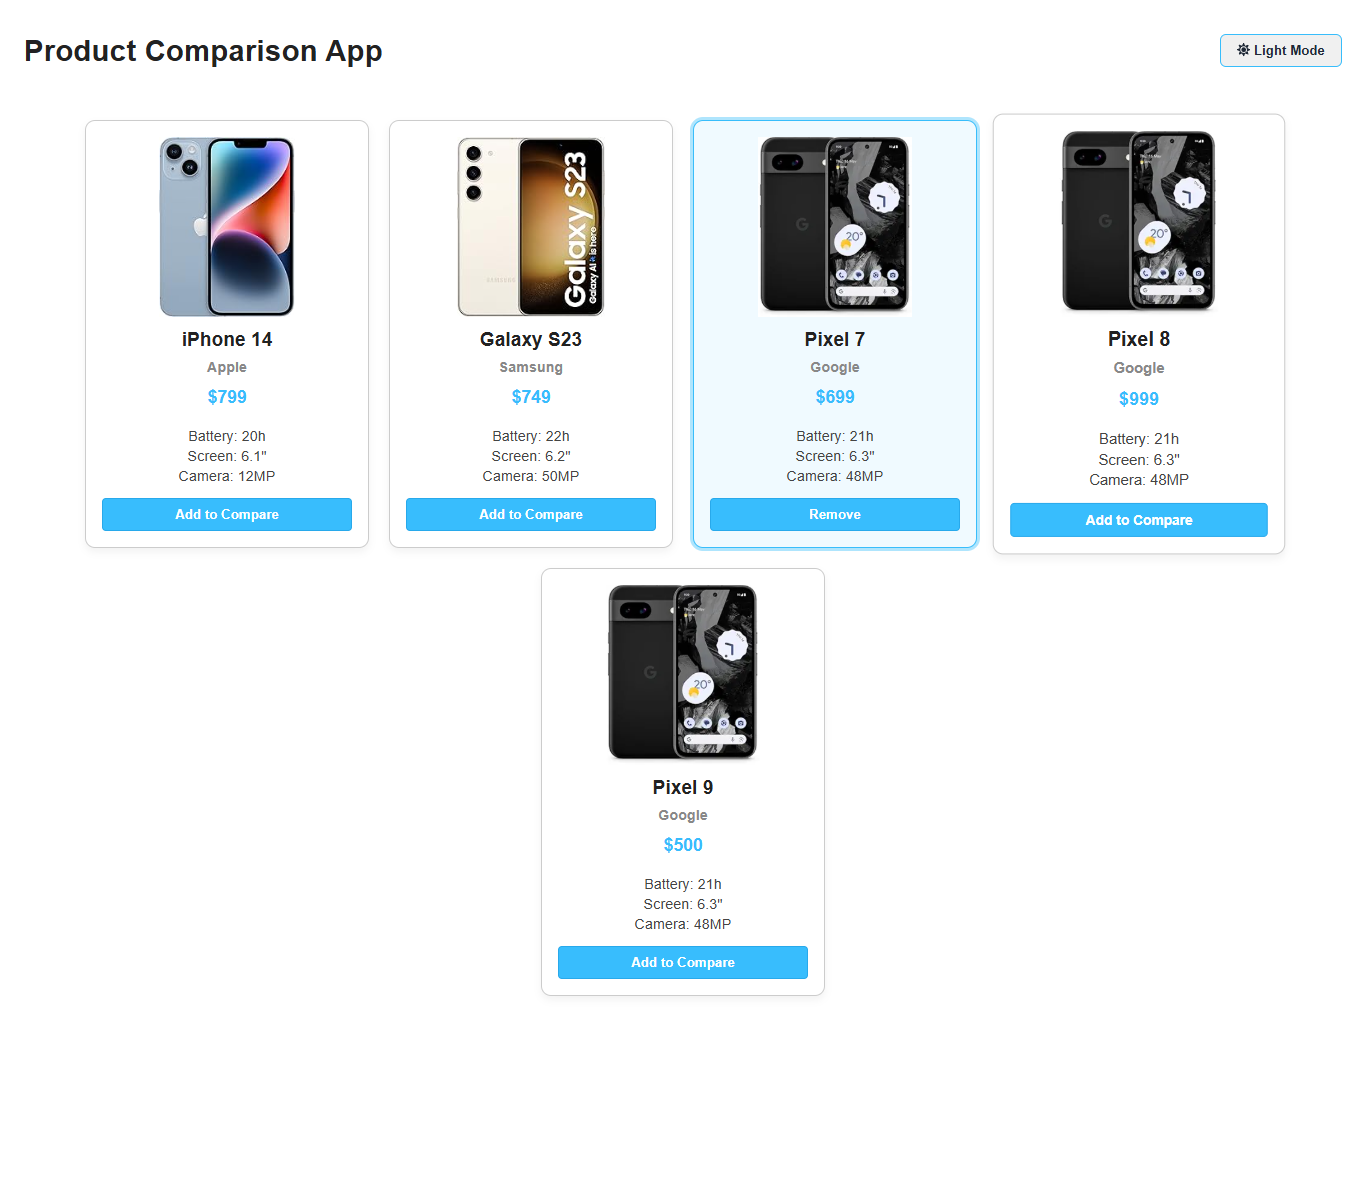 Product Comparison App
Light Mode
Galaxy S23
Galaxy AI is here
SAMSUNG
iPhone 14
Apple
$799
Battery: 20h
Screen: 6.1"
Camera: 12MP
Add to Compare
Galaxy S23
Samsung
$749
Battery: 22h
Screen: 6.2"
Camera: 50MP
Add to Compare
20°
Pixel 7
Google
$699
Battery: 21h
Screen: 6.3"
Camera: 48MP
Remove
20°
Pixel 8
Google
$999
Battery: 21h
Screen: 6.3"
Camera: 48MP
Add to Compare
20°
Pixel 9
Google
$500
Battery: 21h
Screen: 6.3"
Camera: 48MP
Add to Compare